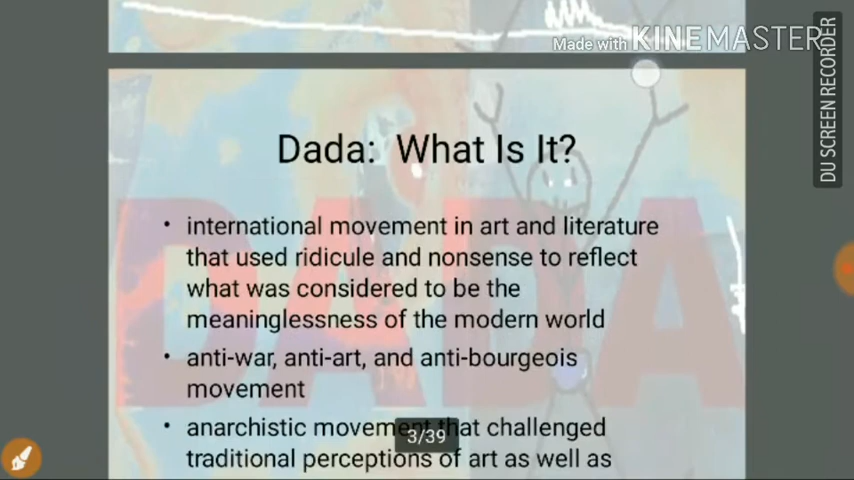 Made with KINEMASTER
DU SCREEN RECORDER
Dada: What Is It?
• international movement in art and literature
that used ridicule and nonsense to reflect
what was considered to be the
meaninglessness of the modern world
• anti-war, anti-art, and anti-bourgeois
movement
• anarchistic movement that challenged
3/39
traditional perceptions of art as well as
DADA